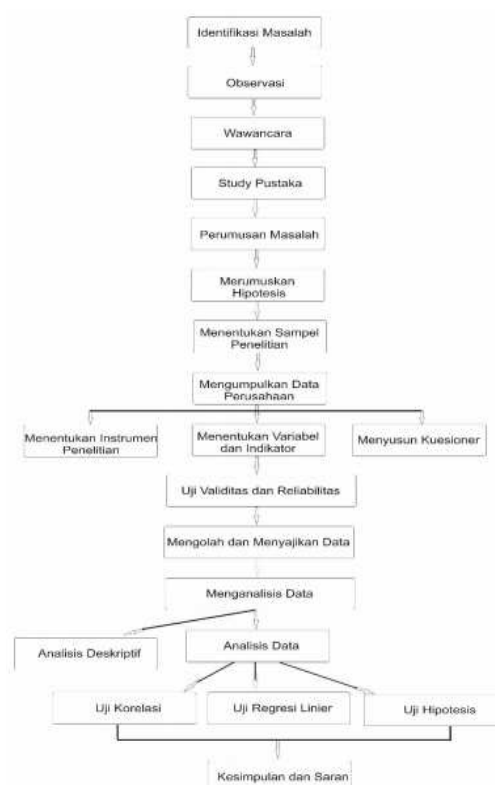 Identifikasi Masalah
Observasi
Wawancara
Study Pustaka
Perumusan Masalah
Merumuskan
Hipotesis
Menentukan Sampel
Penelitian
Mengumpulkan Data
Perusahaan
Menentukan Instrumen
Penelitian
Menentukan Variabel
dan Indikator
Menyusun Kuesioner
Uji Validitas dan Reliabilitas
Mengolah dan Menyajikan Data
Menganalisis Data
Analisis Deskriptif
Analisis Data
Uji Korelasi
Uji Regresi Linier
Uji Hipotesis
Kesimpulan dan Saran